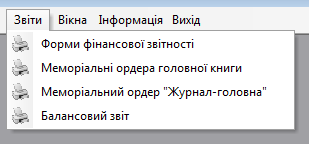 Звіти Вікна Інформація Вихід
Форми фінансової звітності
Меморіальні ордера головної книги
Меморіальний ордер "Журнал-головна"
Балансовий звіт